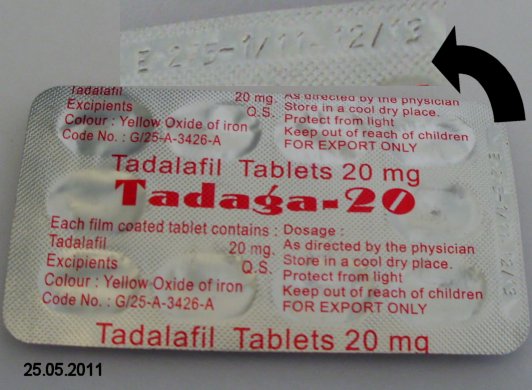 12/13
Tadalafil 20 mg.
Excipients Q.S.
Colour : Yellow Oxide of iron
Code No. : G/25-A-3426-A
As directed by the physician
Store in a cool dry place.
Protect from light
Keep out of reach of children
FOR EXPORT ONLY
Tadalafil Tablets 20 mg
Tadaga-20
Each film coated tablet contains :
Tadalafil 20 mg.
Excipients Q.S.
Colour : Yellow Oxide of iron
Code No. : G/25-A-3426-A
Dosage :
As directed by the physician
Store in a cool dry place.
Protect from light
Keep out of reach of children
FOR EXPORT ONLY
Tadalafil Tablets 20 mg
25.05.2011